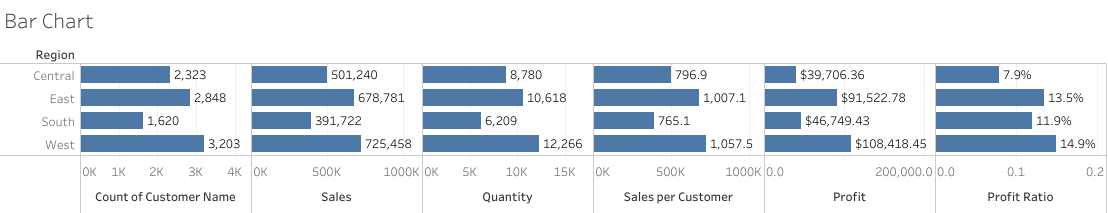 Bar Chart
Region
Central 2,323 501,240 8,780 796.9 $39,706.36 7.9%
East 2,848 678,781 10,618 1,007.1 $91,522.78 13.5%
South 1,620 391,722 6,209 765.1 $46,749.43 11.9%
West 3,203 725,458 12,266 1,057.5 $108,418.45 14.9%
0K 1K 2K 3K 4K 0K 500K 1000K 0K 5K 10K 15K 0K 500K 1000K 0.0 200,000.0 0.0 0.1 0.2
Count of Customer Name Sales Quantity Sales per Customer Profit Profit Ratio